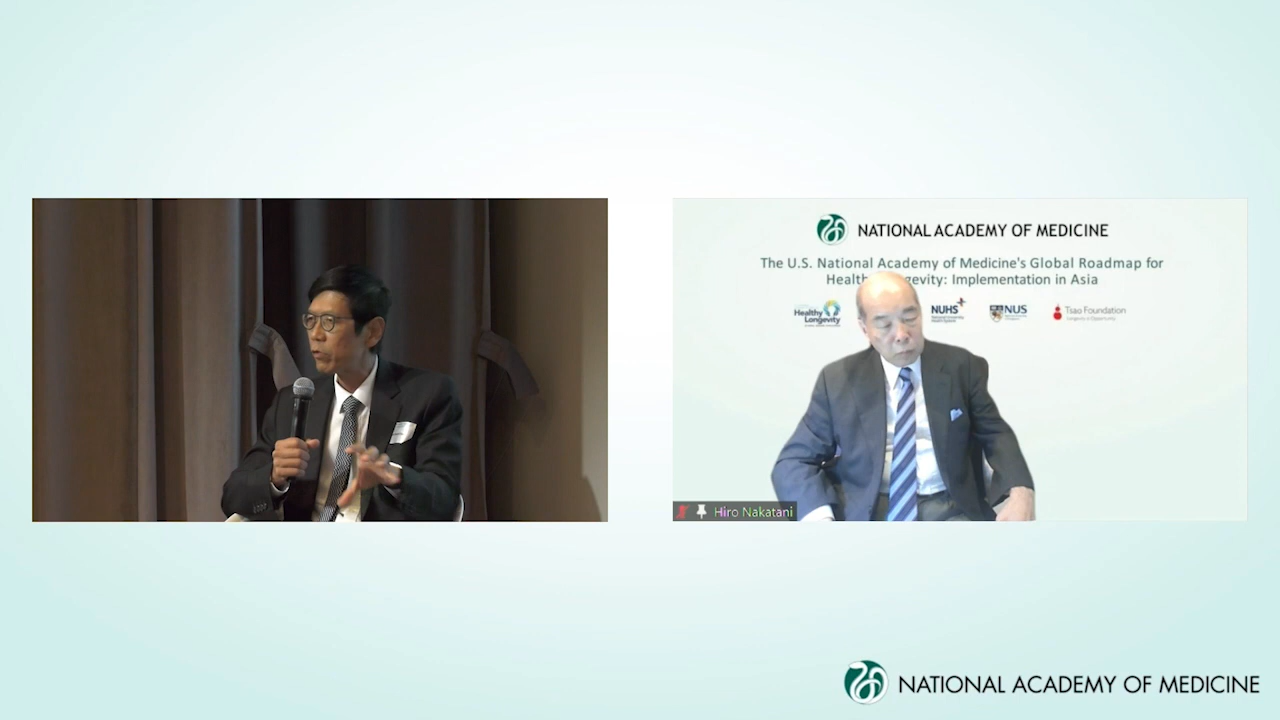 NATIONAL ACADEMY OF MEDICINE
The U.S. National Academy of Medicine's Global Roadmap for
Longevity: Implementation in Asia
Healthy
Longevity
NUHS
NUS
Tsao Foundation
Hiro Nakatani
NATIONAL ACADEMY OF MEDICINE